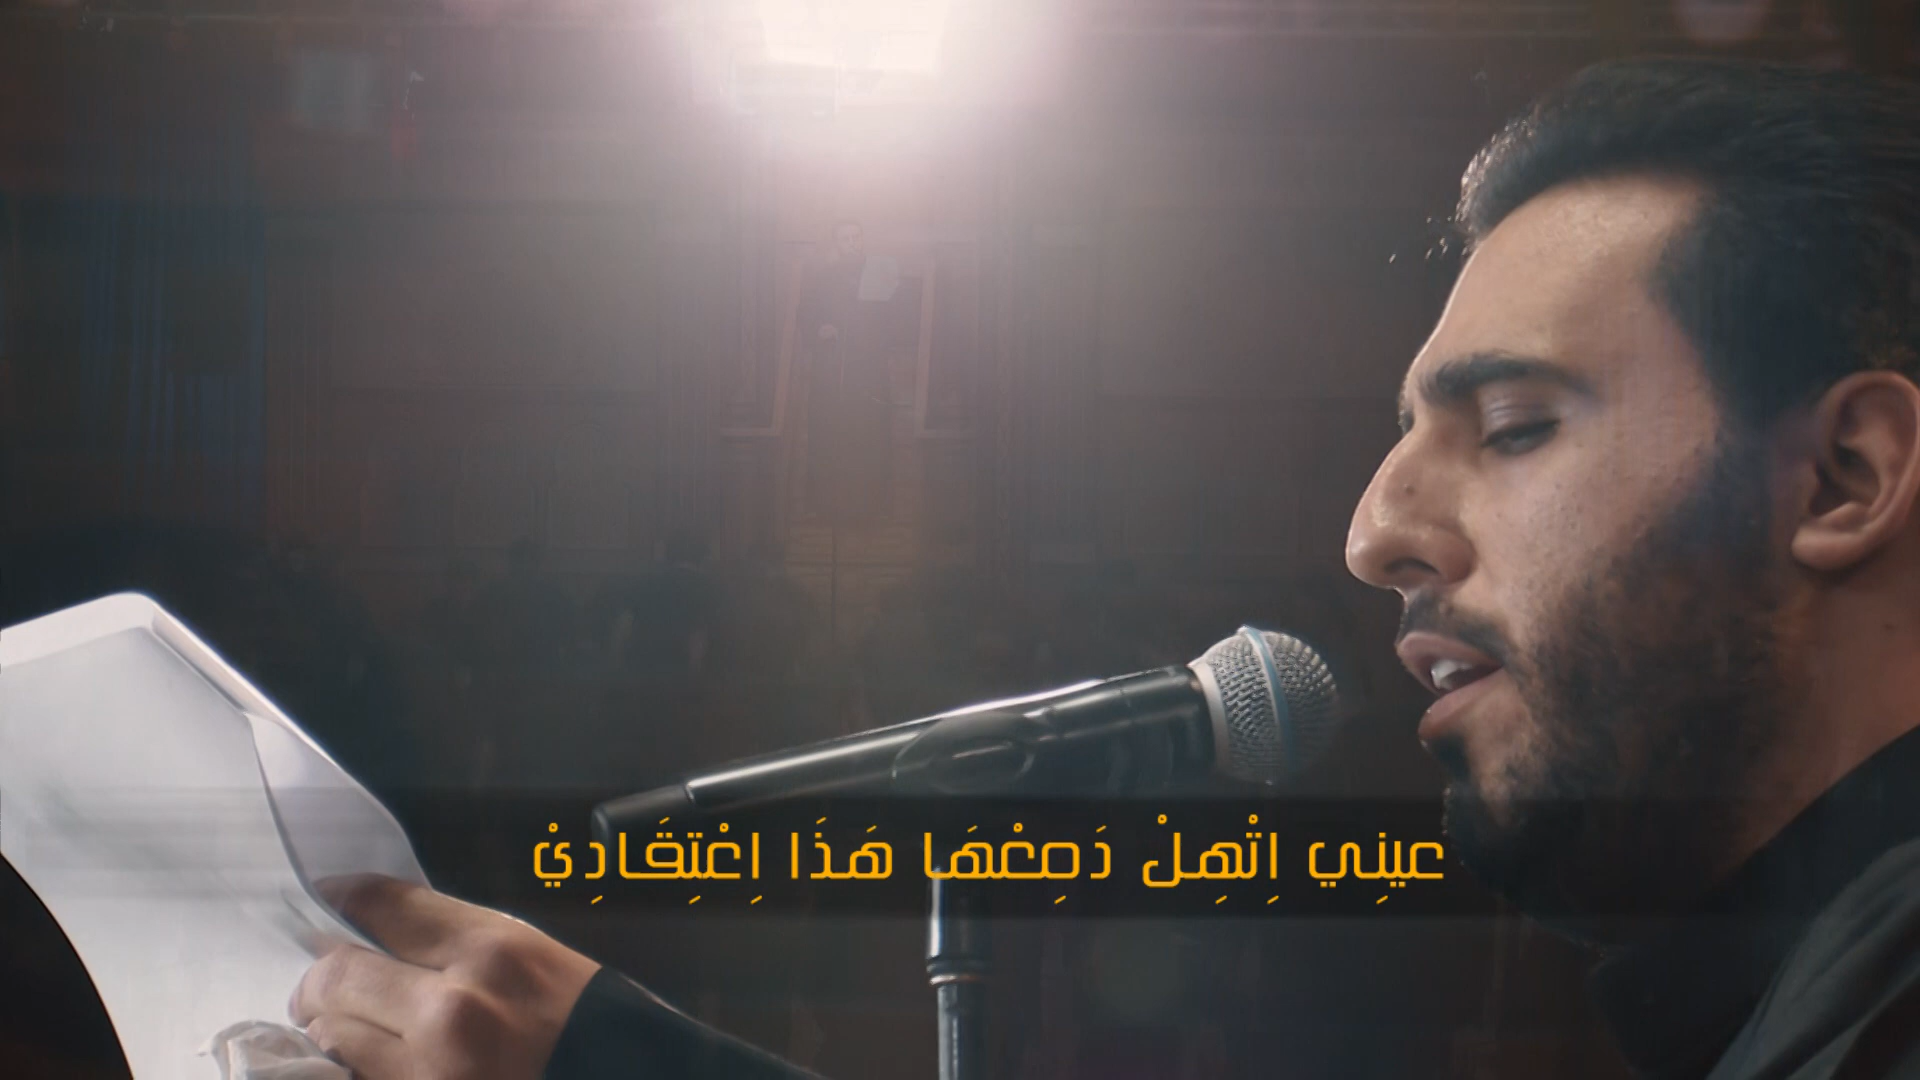 عينِي اِتْهِلْ دَمِعْهَا هَذَا اِعْتِقَادِيْ